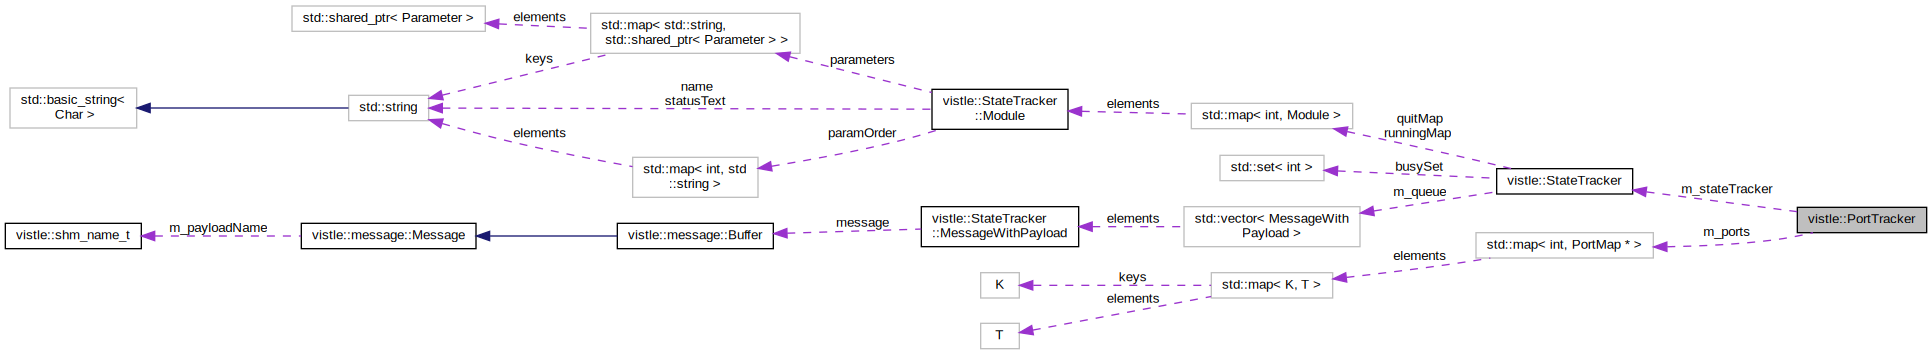 std::shared_ptr< Parameter >
elements
std::map< std::string,
std::shared_ptr< Parameter > >
keys
parameters
std::basic_string<
Char >
std::string
name
statusText
vistle::StateTracker
::Module
elements
std::map< int, Module >
quitMap
runningMap
elements
paramOrder
std::map< int, std
::string >
std::set< int >
busySet
vistle::StateTracker
m_stateTracker
vistle::PortTracker
m_queue
vistle::shm_name_t
m_payloadName
vistle::message::Message
vistle::message::Buffer
message
vistle::StateTracker
::MessageWithPayload
elements
std::vector< MessageWith
Payload >
m_ports
std::map< int, PortMap * >
elements
K
keys
std::map< K, T >
elements
T